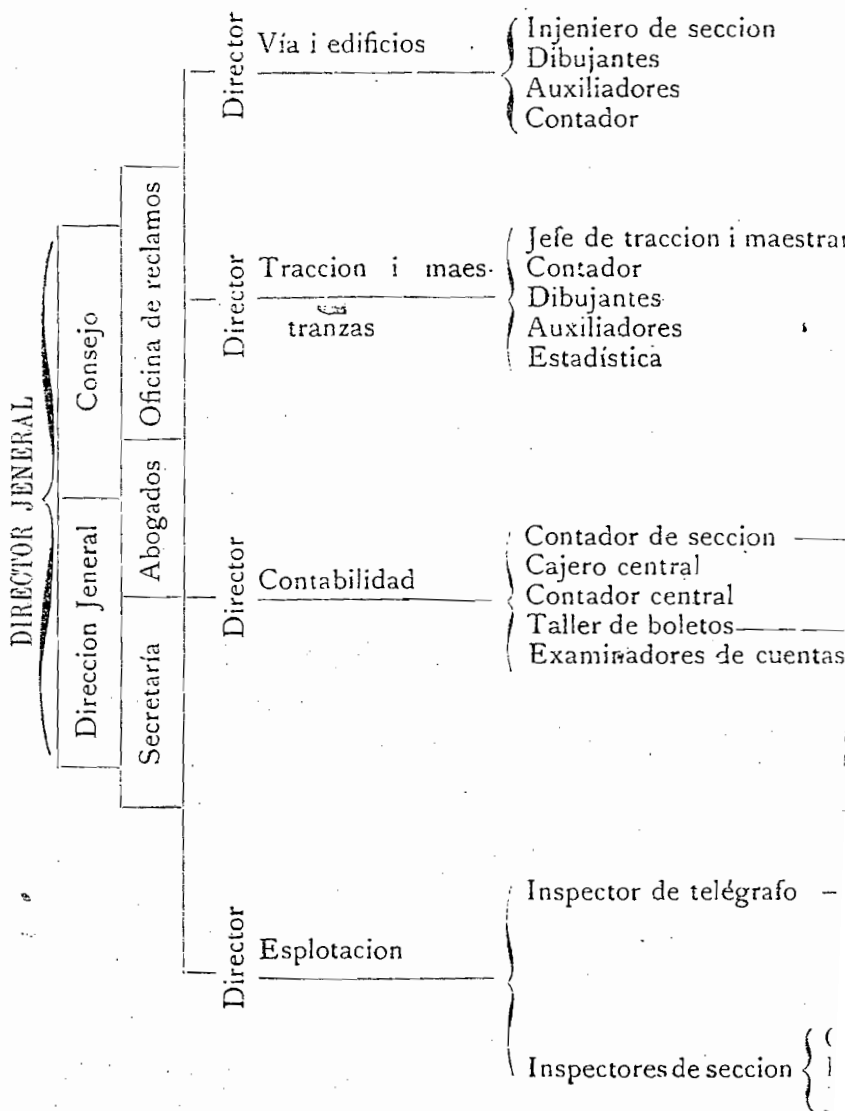 DIRECTOR JENERAL
Direccion Jeneral
Consejo
Secretaría
Abogados
Oficina de reclamos
Director
Vía i edificios
Injeniero de seccion
Dibujantes
Auxiliadores
Contador
Director
Traccion i maes-
tranzas
Jefe de traccion i maestran
Contador
Dibujantes
Auxiliadores
Estadística
Director
Contabilidad
Contador de seccion
Cajero central
Contador central
Taller de boletos
Examinadores de cuentas
Director
Esplotacion
Inspector de telégrafo
Inspectores de seccion